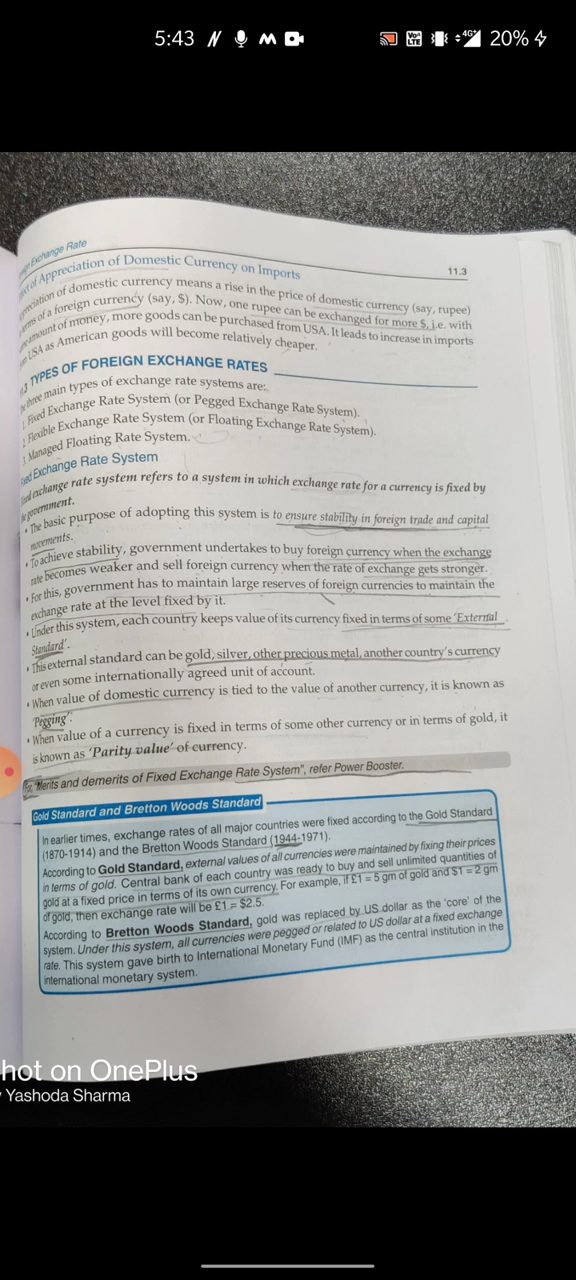 5:43
Vo)
LTE
4G+
20%
Exchange Rate
11.3
of Appreciation of Domestic Currency on Imports
of domestic currency means a rise in the price of domestic currency (say, rupee)
of a foreign currency (say, $). Now, one rupee can be exchanged for more $, i.e. with
amount of money, more goods can be purchased from USA. It leads to increase in imports
USA as American goods will become relatively cheaper.
TYPES OF FOREIGN EXCHANGE RATES
three main types of exchange rate systems are:
1. Fixed Exchange Rate System (or Pegged Exchange Rate System).
2. Flexible Exchange Rate System (or Floating Exchange Rate System).
3. Managed Floating Rate System.
Exchange Rate System
exchange rate system refers to a system in which exchange rate for a currency is fixed by
government.
• The basic purpose of adopting this system is to ensure stability in foreign trade and capital
movements.
• To achieve stability, government undertakes to buy foreign currency when the exchange
rate becomes weaker and sell foreign currency when the rate of exchange gets stronger.
• For this, government has to maintain large reserves of foreign currencies to maintain the
exchange rate at the level fixed by it.
• Under this system, each country keeps value of its currency fixed in terms of some 'External
Standard'.
• This external standard can be gold, silver, other precious metal, another country's currency
or even some internationally agreed unit of account.
• When value of domestic currency is tied to the value of another currency, it is known as
'Pegging'.
• When value of a currency is fixed in terms of some other currency or in terms of gold, it
is known as 'Parity value' of currency.
"Merits and demerits of Fixed Exchange Rate System", refer Power Booster.
Gold Standard and Bretton Woods Standard
In earlier times, exchange rates of all major countries were fixed according to the Gold Standard
(1870-1914) and the Bretton Woods Standard (1944-1971).
According to Gold Standard, external values of all currencies were maintained by fixing their prices
in terms of gold. Central bank of each country was ready to buy and sell unlimited quantities of
gold at a fixed price in terms of its own currency. For example, if £1 = 5 gm of gold and $1 = 2 gm
of gold, then exchange rate will be £1 = $2.5.
According to Bretton Woods Standard, gold was replaced by US dollar as the 'core' of the
system. Under this system, all currencies were pegged or related to US dollar at a fixed exchange
rate. This system gave birth to International Monetary Fund (IMF) as the central institution in the
international monetary system.
hot on OnePlus
Yashoda Sharma